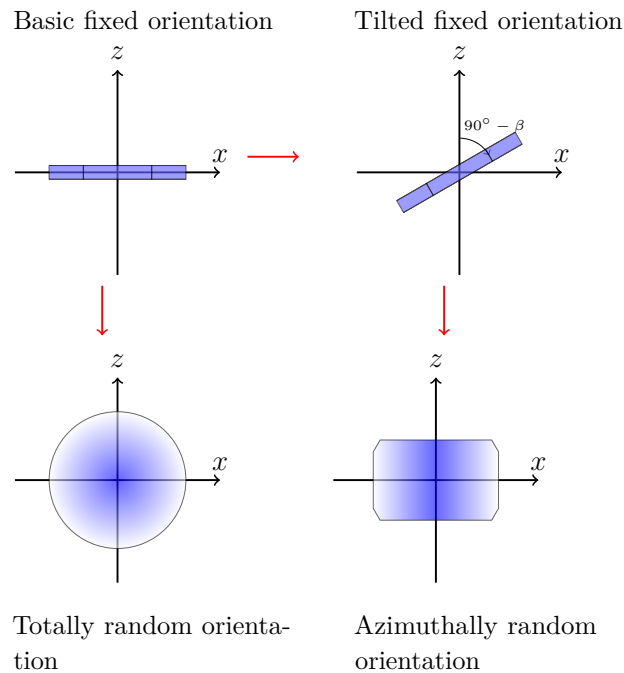 Basic fixed orientation
Tilted fixed orientation
z
x
z
90° − β
x
z
x
z
x
Totally random orienta-
tion
Azimuthally random
orientation